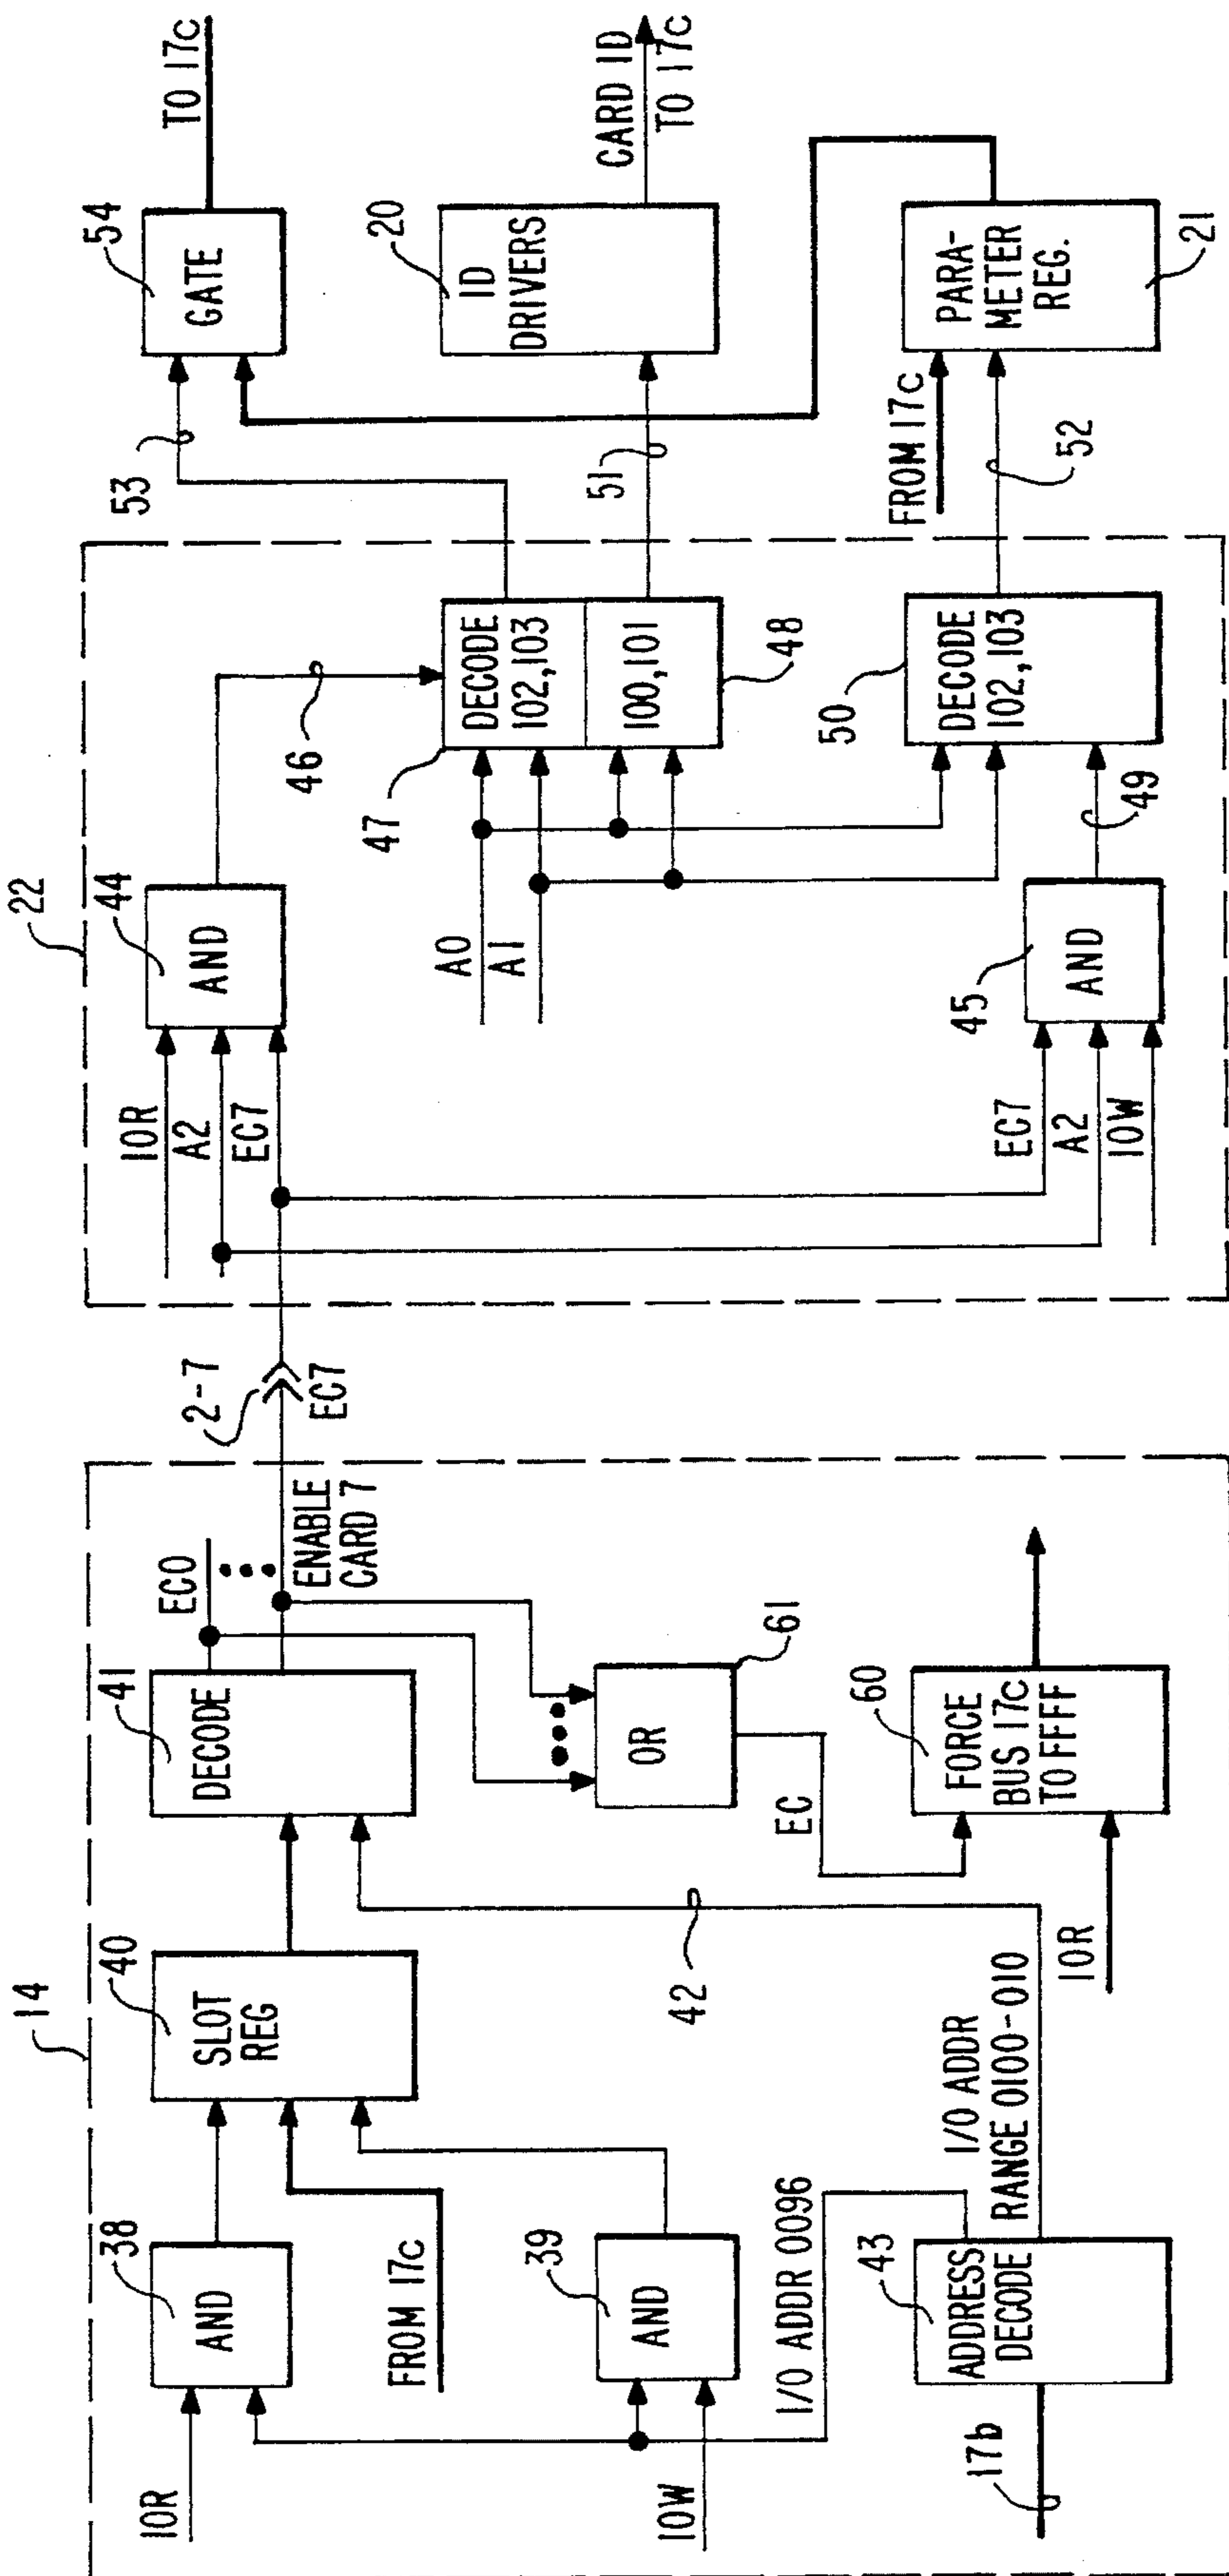 14
IOR
38
AND
40
SLOT
REG
41
DECODE
EC0
ENABLE
CARD 7
2-7
EC7
FROM 17c
39
AND
IOW
I/O ADDR 0096
42
OR
61
EC
17b
43
ADDRESS
DECODE
I/O ADDR
RANGE 0100-010
IOR
60
FORCE
BUS 17c
TO FFFF
22
IOR
A2
EC7
44
AND
46
A0
A1
47
DECODE
102,103
100,101
48
EC7
A2
IOW
45
AND
49
50
DECODE
102,103
53
54
GATE
TO 17c
51
20
ID
DRIVERS
CARD ID
TO 17c
FROM 17c
52
PARA-
METER
REG.
21